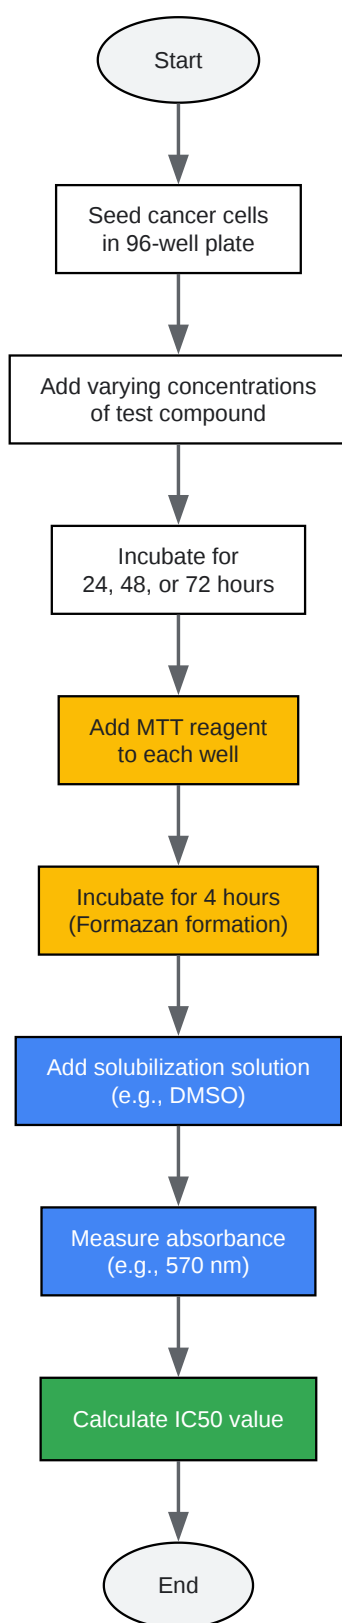 Start
Seed cancer cells
in 96-well plate
Add varying concentrations
of test compound
Incubate for
24, 48, or 72 hours
Add MTT reagent
to each well
Incubate for 4 hours
(Formazan formation)
Add solubilization solution
(e.g., DMSO)
Measure absorbance
(e.g., 570 nm)
Calculate IC50 value
End